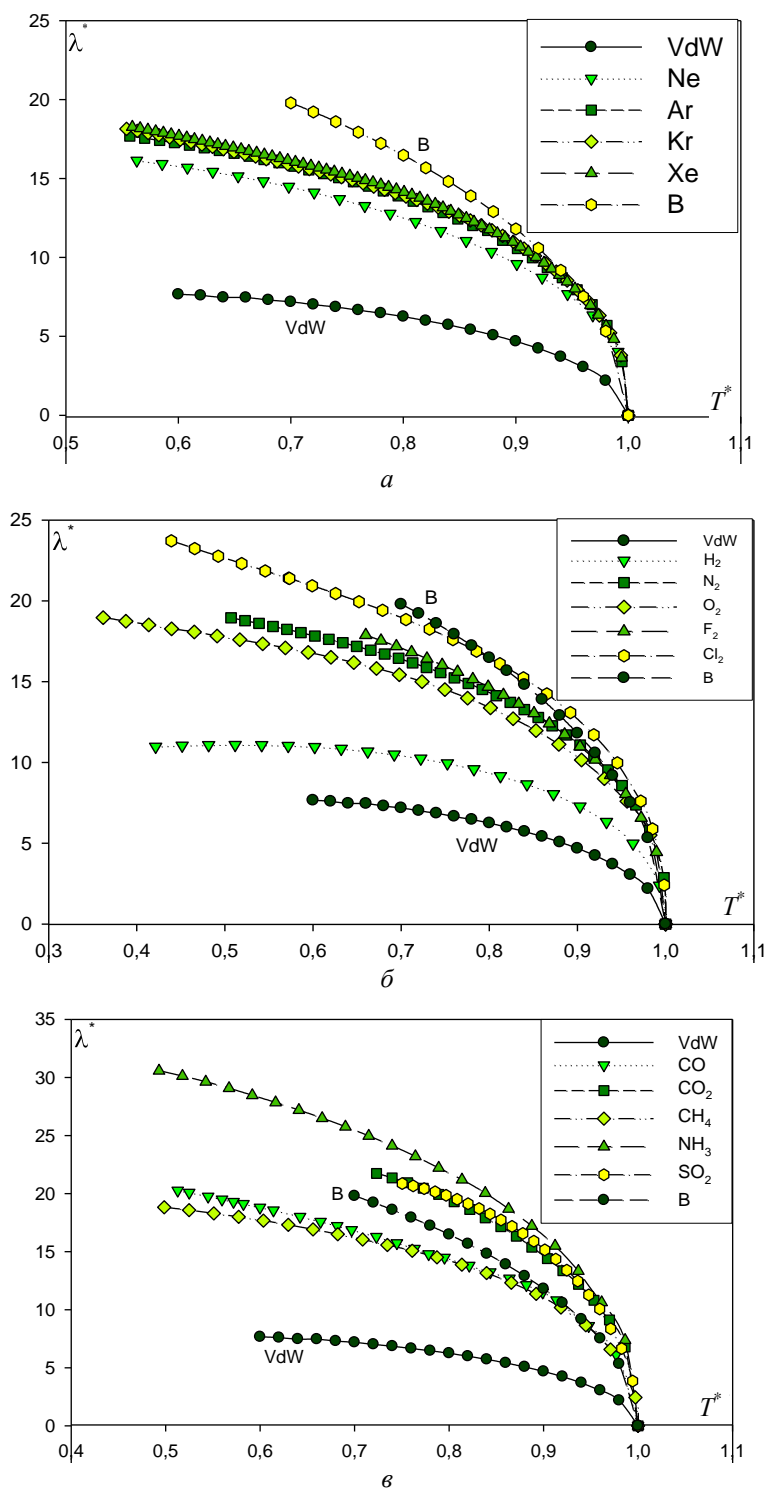 λ*
25
20
15
10
5
0
VdW
Ne
Ar
Kr
Xe
B
B
VdW
T*
0,5 0,6 0,7 0,8 0,9 1,0 1,1
а
λ*
25
20
15
10
5
0
VdW
H₂
N₂
O₂
F₂
Cl₂
B
B
VdW
T*
0,3 0,4 0,5 0,6 0,7 0,8 0,9 1,0 1,1
б
λ*
35
30
25
20
15
10
5
0
VdW
CO
CO₂
CH₄
NH₃
SO₂
B
B
VdW
T*
0,4 0,5 0,6 0,7 0,8 0,9 1,0 1,1
в